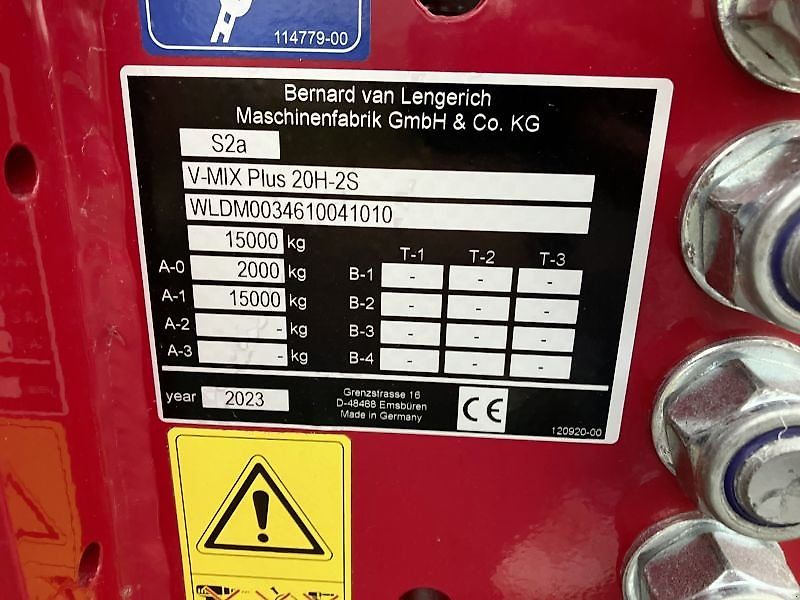 114779-00
Bernard van Lengerich
Maschinenfabrik GmbH & Co. KG
S2a
V-MIX Plus 20H-2S
WLDM0034610041010
15000 kg
T-1 T-2 T-3
A-0 2000 kg B-1 - - -
A-1 15000 kg B-2 - - -
A-2 - kg B-3 - - -
A-3 - kg B-4 - - -
year 2023
Grenzstrasse 16
D-48488 Emsbüren
Made in Germany
CE
120920-00